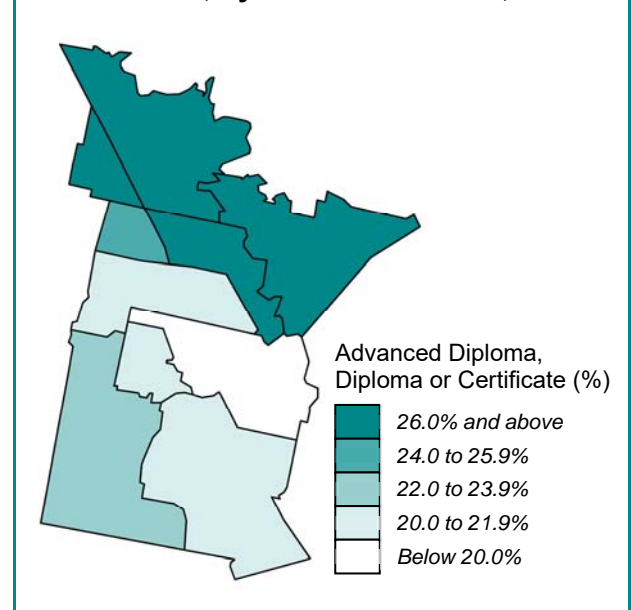 Advanced Diploma,
Diploma or Certificate (%)
26.0% and above
24.0 to 25.9%
22.0 to 23.9%
20.0 to 21.9%
Below 20.0%